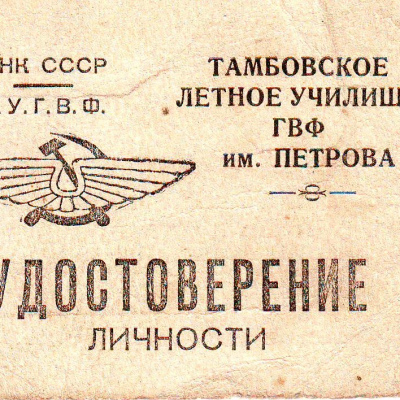 НК СССР
.У.Г.В.Ф.
ТАМБОВСКОЕ
ЛЕТНОЕ УЧИЛИЩ
ГВФ
им. ПЕТРОВА
УДОСТОВЕРЕНИЕ
ЛИЧНОСТИ